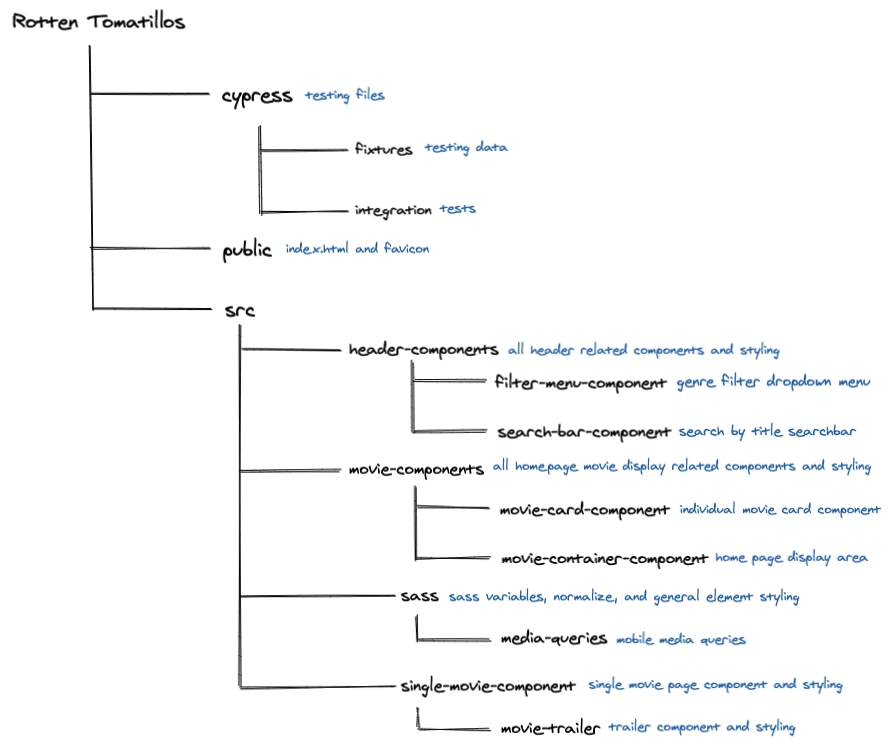 Rotten Tomatillos
cypress testing files
fixtures testing data
integration tests
public index.html and favicon
src
header-components all header related components and styling
filter-menu-component genre filter dropdown menu
search-bar-component search by title searchbar
movie-components all homepage movie display related components and styling
movie-card-component individual movie card component
movie-container-component home page display area
sass sass variables, normalize, and general element styling
media-queries mobile media queries
single-movie-component single movie page component and styling
movie-trailer trailer component and styling